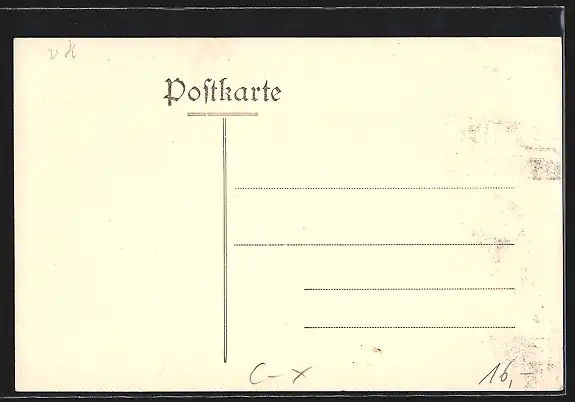 Poſtkarte
C-X
16,-